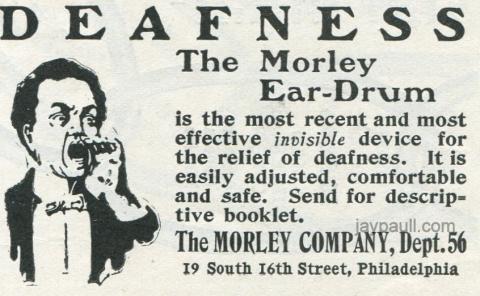 DEAFNESS
The Morley
Ear-Drum
is the most recent and most
effective invisible device for
the relief of deafness. It is
easily adjusted, comfortable
and safe. Send for descrip=
tive booklet.
jaypaull.com
The MORLEY COMPANY, Dept. 56
19 South 16th Street, Philadelphia